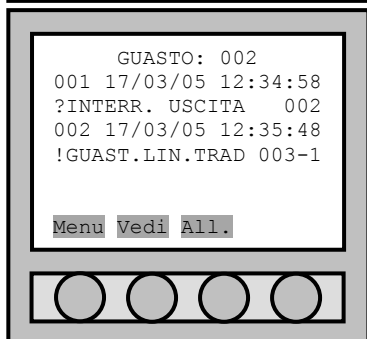 GUASTO: 002
001 17/03/05 12:34:58
?INTERR. USCITA 002
002 17/03/05 12:35:48
!GUAST.LIN.TRAD 003-1
Menu Vedi All.